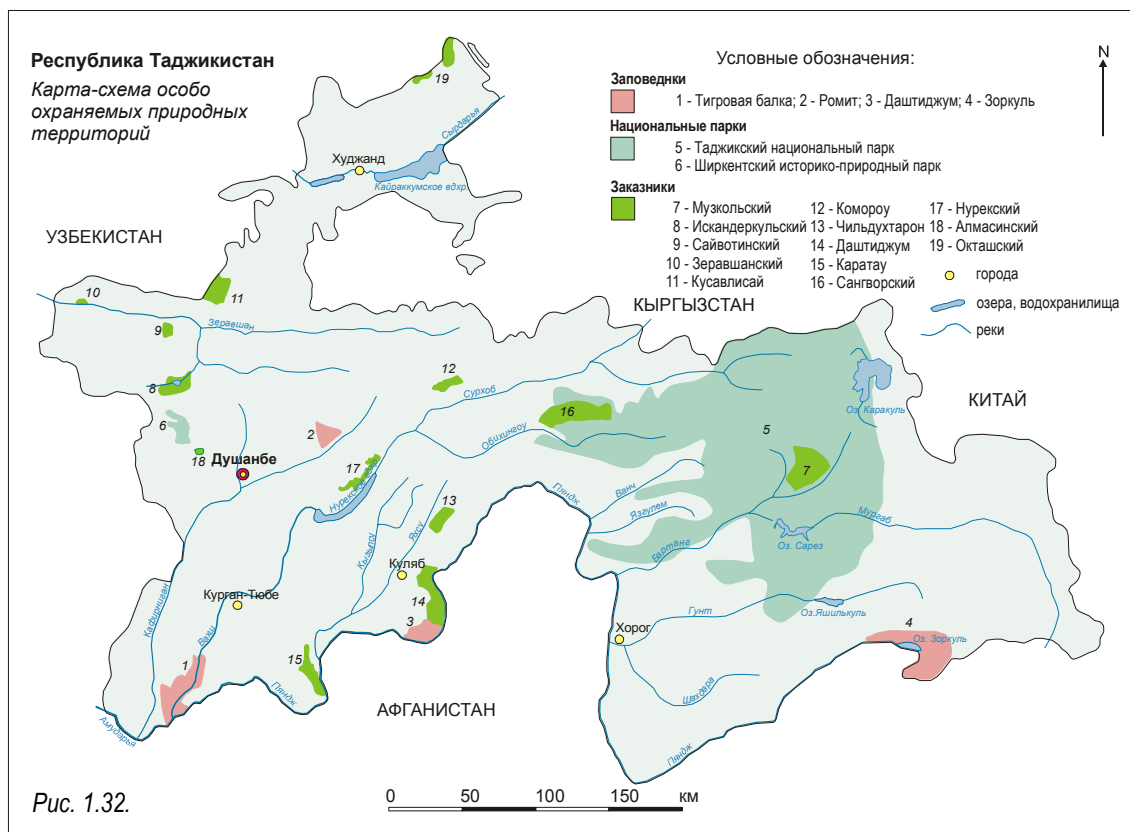 Республика Таджикистан
Карта-схема особо
охраняемых природных
территорий
Условные обозначения:
Заповеднки
1 - Тигровая балка; 2 - Ромит; 3 - Даштиджум; 4 - Зоркуль
Национальные парки
5 - Таджикский национальный парк
6 - Ширкентский историко-природный парк
Заказники
7 - Музкольский
8 - Искандеркульский
9 - Сайвотинский
10 - Зеравшанский
11 - Кусавлисай
12 - Комороу
13 - Чильдухтарон
14 - Даштиджум
15 - Каратау
16 - Сангворский
17 - Нурекский
18 - Алмасинский
19 - Окташский
города
озера, водохранилища
реки
N
19
Сырдарья
Худжанд
Кайраккумское вдхр.
УЗБЕКИСТАН
КЫРГЫЗСТАН
КИТАЙ
АФГАНИСТАН
10
11
Зеравшан
9
8
12
Сурхоб
16
Обихингоу
6
2
18
Душанбе
17
Нурекское вдхр.
5
7
Оз. Каракуль
13
Пяндж
Ванч
Язгулем
Бартанг
Оз. Сарез
Мургаб
Кызылсу
Яхсу
Куляб
Курган-Тюбе
14
3
Кафирниган
Вахш
Гунт
Оз.Яшилькуль
Хорог
4
Оз. Зоркуль
1
15
Пяндж
Шахдара
Амударья
Пяндж
Рис. 1.32.
0 50 100 150 км